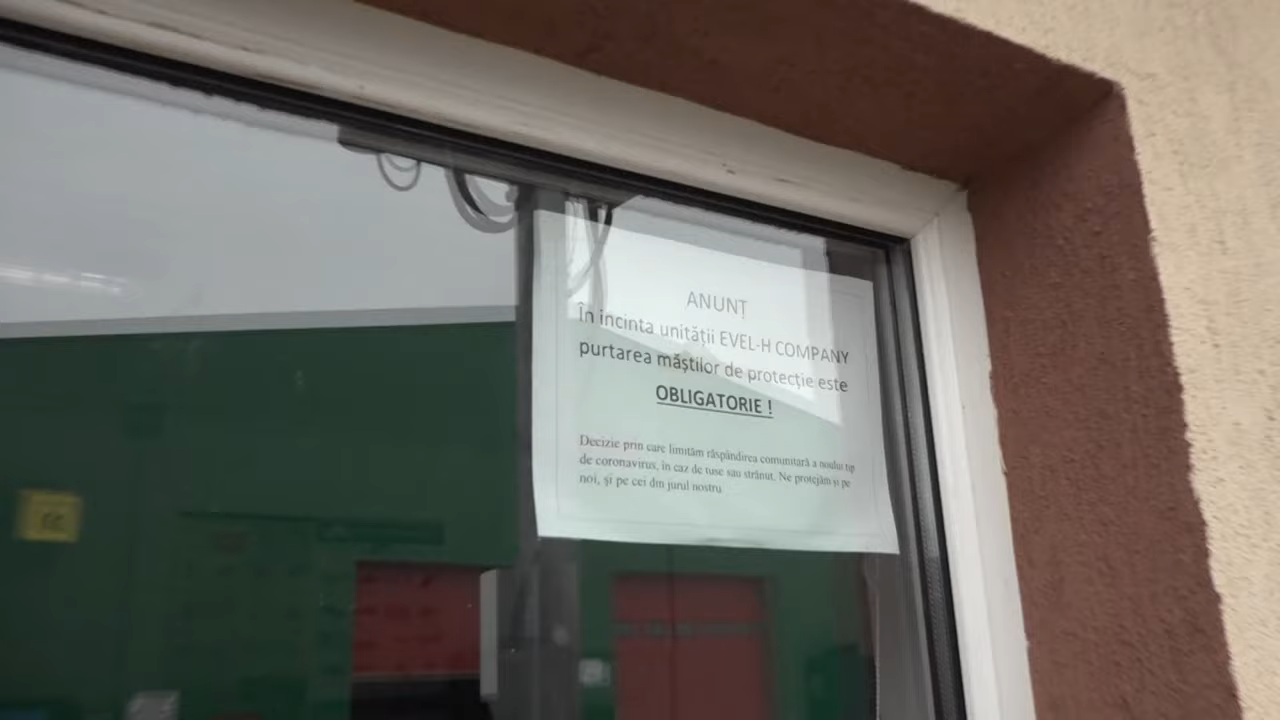 ANUNȚ
În incinta unității EVEL-H COMPANY
purtarea măștilor de protecție este
OBLIGATORIE !
Decizie prin care limităm răspândirea comunitară a noului tip
de coronavirus, în caz de tuse sau strănut. Ne protejăm și pe
noi, și pe cei din jurul nostru